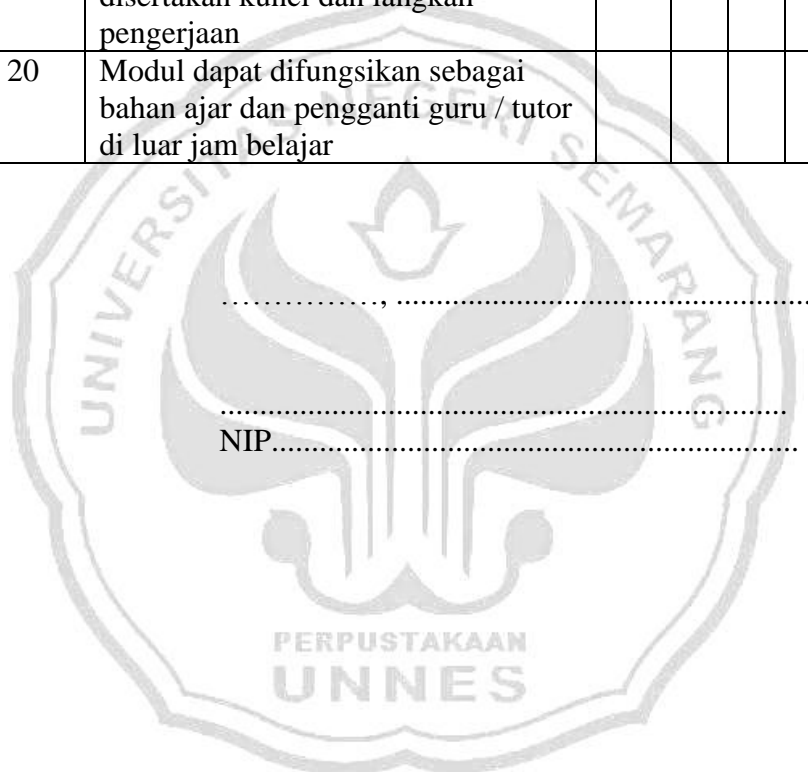 disertakan kunci dan langkah
pengerjaan
20 Modul dapat difungsikan sebagai
bahan ajar dan pengganti guru / tutor
di luar jam belajar
……………, .....................................................
.........................................................................
NIP....................................................................
UNIVERSITAS NEGERI SEMARANG
PERPUSTAKAAN
UNNES